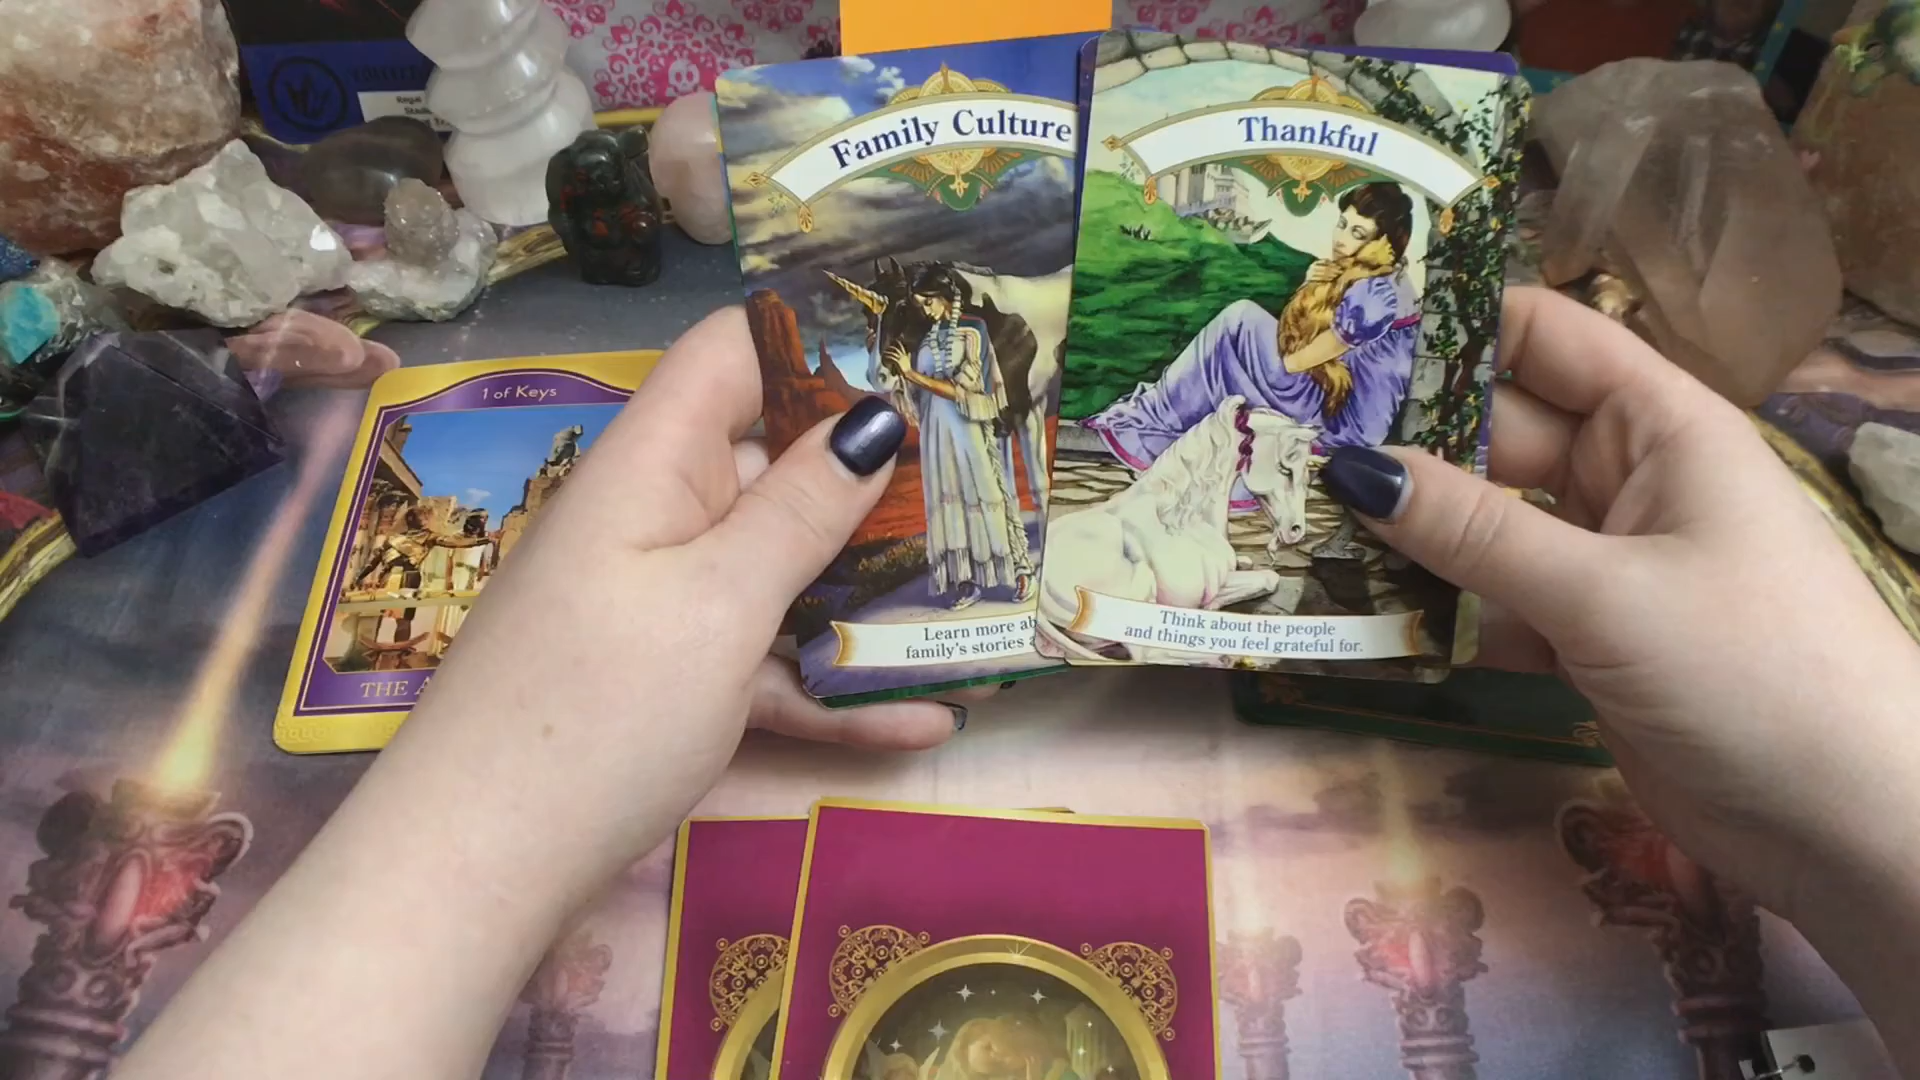 Family Culture
Thankful
1 of Keys
THE A
Learn more ab
family's stories a
Think about the people
and things you feel grateful for.